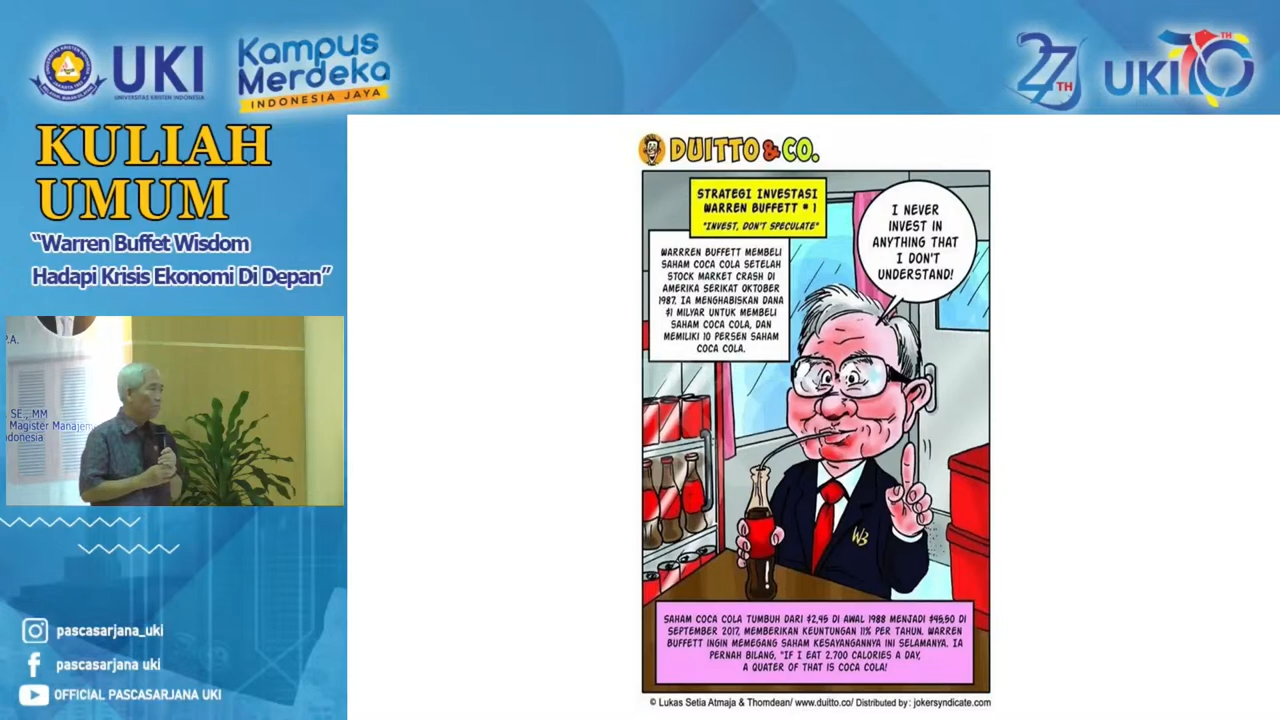 UKI
UNIVERSITAS KRISTEN INDONESIA
Kampus
Merdeka
INDONESIA JAYA
27TH
UKI 70TH
KULIAH
UMUM
“Warren Buffet Wisdom
Hadapi Krisis Ekonomi Di Depan”
P.A.
SE., MM
Magister Manajem
donesia
pascasarjana_uki
pascasarjana uki
OFFICIAL PASCASARJANA UKI
DUITTO & CO.
STRATEGI INVESTASI
WARREN BUFFETT # 1
"INVEST, DON'T SPECULATE"
WARRREN BUFFETT MEMBELI
SAHAM COCA COLA SETELAH
STOCK MARKET CRASH DI
AMERIKA SERIKAT OKTOBER
1987. IA MENGHABISKAN DANA
$1 MILYAR UNTUK MEMBELI
SAHAM COCA COLA, DAN
MEMILIKI 10 PERSEN SAHAM
COCA COLA.
I NEVER
INVEST IN
ANYTHING THAT
I DON'T
UNDERSTAND!
WB
SAHAM COCA COLA TUMBUH DARI $2,45 DI AWAL 1988 MENJADI $45,50 DI
SEPTEMBER 2017, MEMBERIKAN KEUNTUNGAN 11% PER TAHUN. WARREN
BUFFETT INGIN MEMEGANG SAHAM KESAYANGANNYA INI SELAMANYA. IA
PERNAH BILANG, "IF I EAT 2.700 CALORIES A DAY,
A QUATER OF THAT IS COCA COLA!
© Lukas Setia Atmaja & Thomdean/ www.duitto.co/ Distributed by : jokersyndicate.com